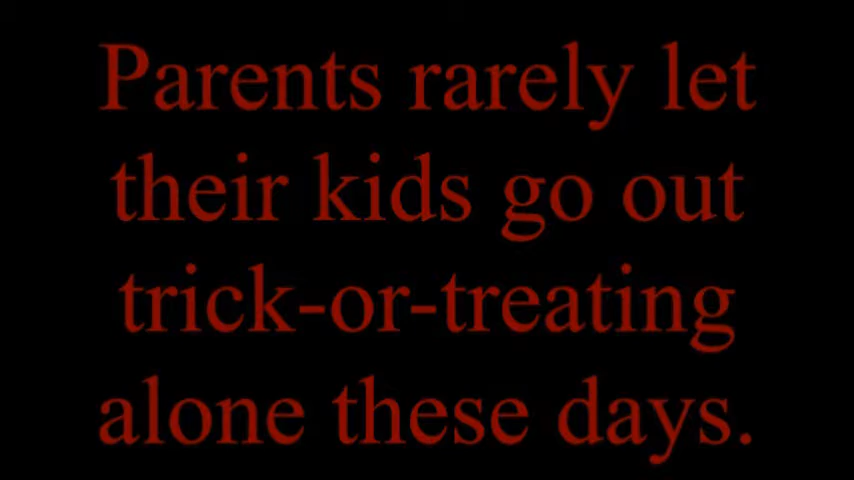 Parents rarely let
their kids go out
trick-or-treating
alone these days.